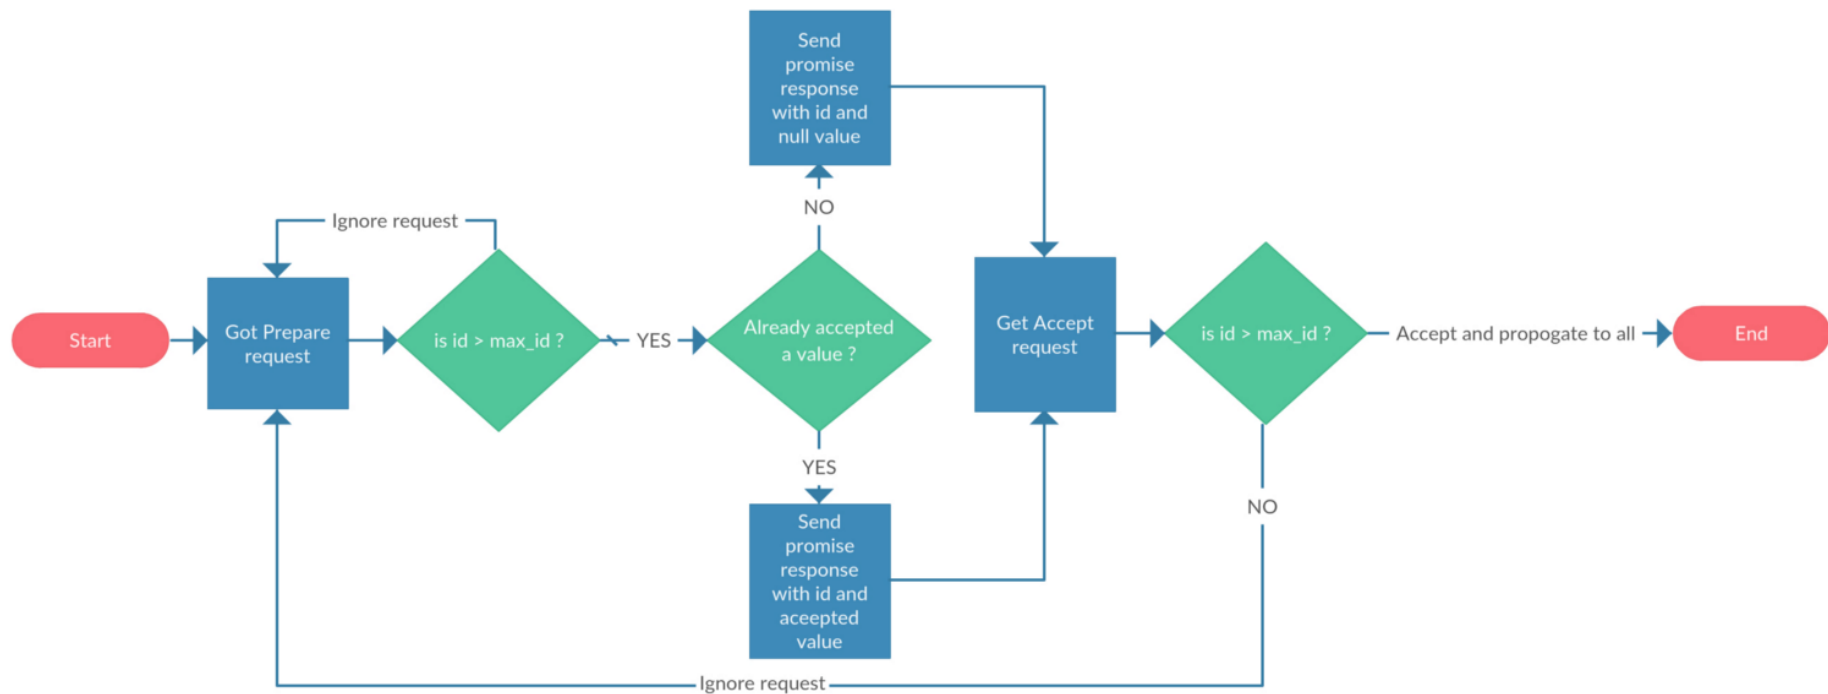 Start
Got Prepare
request
Ignore request
is id > max_id ?
YES
Already accepted
a value ?
NO
Send
promise
response
with id and
null value
YES
Send
promise
response
with id and
aceepted
value
Get Accept
request
is id > max_id ?
Accept and propogate to all
End
NO
Ignore request